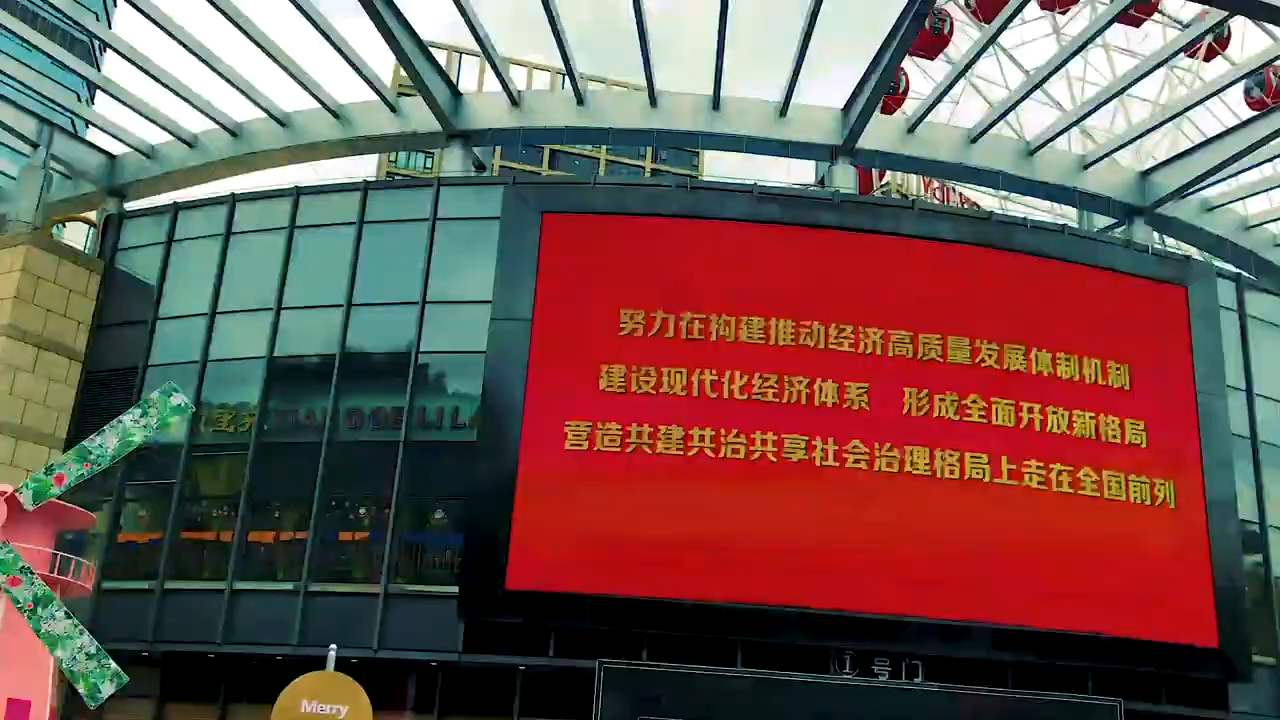 努力在构建推动经济高质量发展体制机制
建设现代化经济体系 形成全面开放新格局
营造共建共治共享社会治理格局上走在全国前列
①号门
Merry